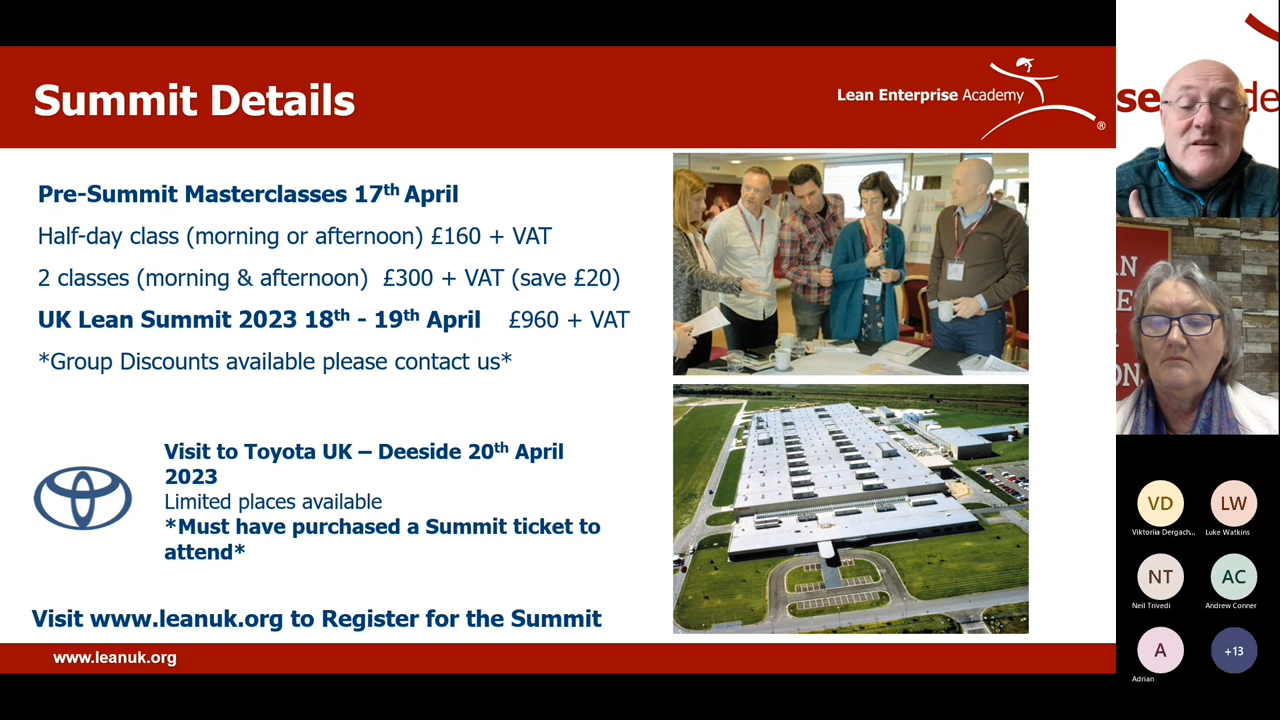 Summit Details
Lean Enterprise Academy
®
Pre-Summit Masterclasses 17th April
Half-day class (morning or afternoon) £160 + VAT
2 classes (morning & afternoon) £300 + VAT (save £20)
UK Lean Summit 2023 18th - 19th April £960 + VAT
*Group Discounts available please contact us*
Visit to Toyota UK – Deeside 20th April
2023
Limited places available
*Must have purchased a Summit ticket to
attend*
Visit www.leanuk.org to Register for the Summit
www.leanuk.org
VD
Viktoriia Dergach...
LW
Luke Watkins
NT
Neil Trivedi
AC
Andrew Conner
A
Adrian
+13